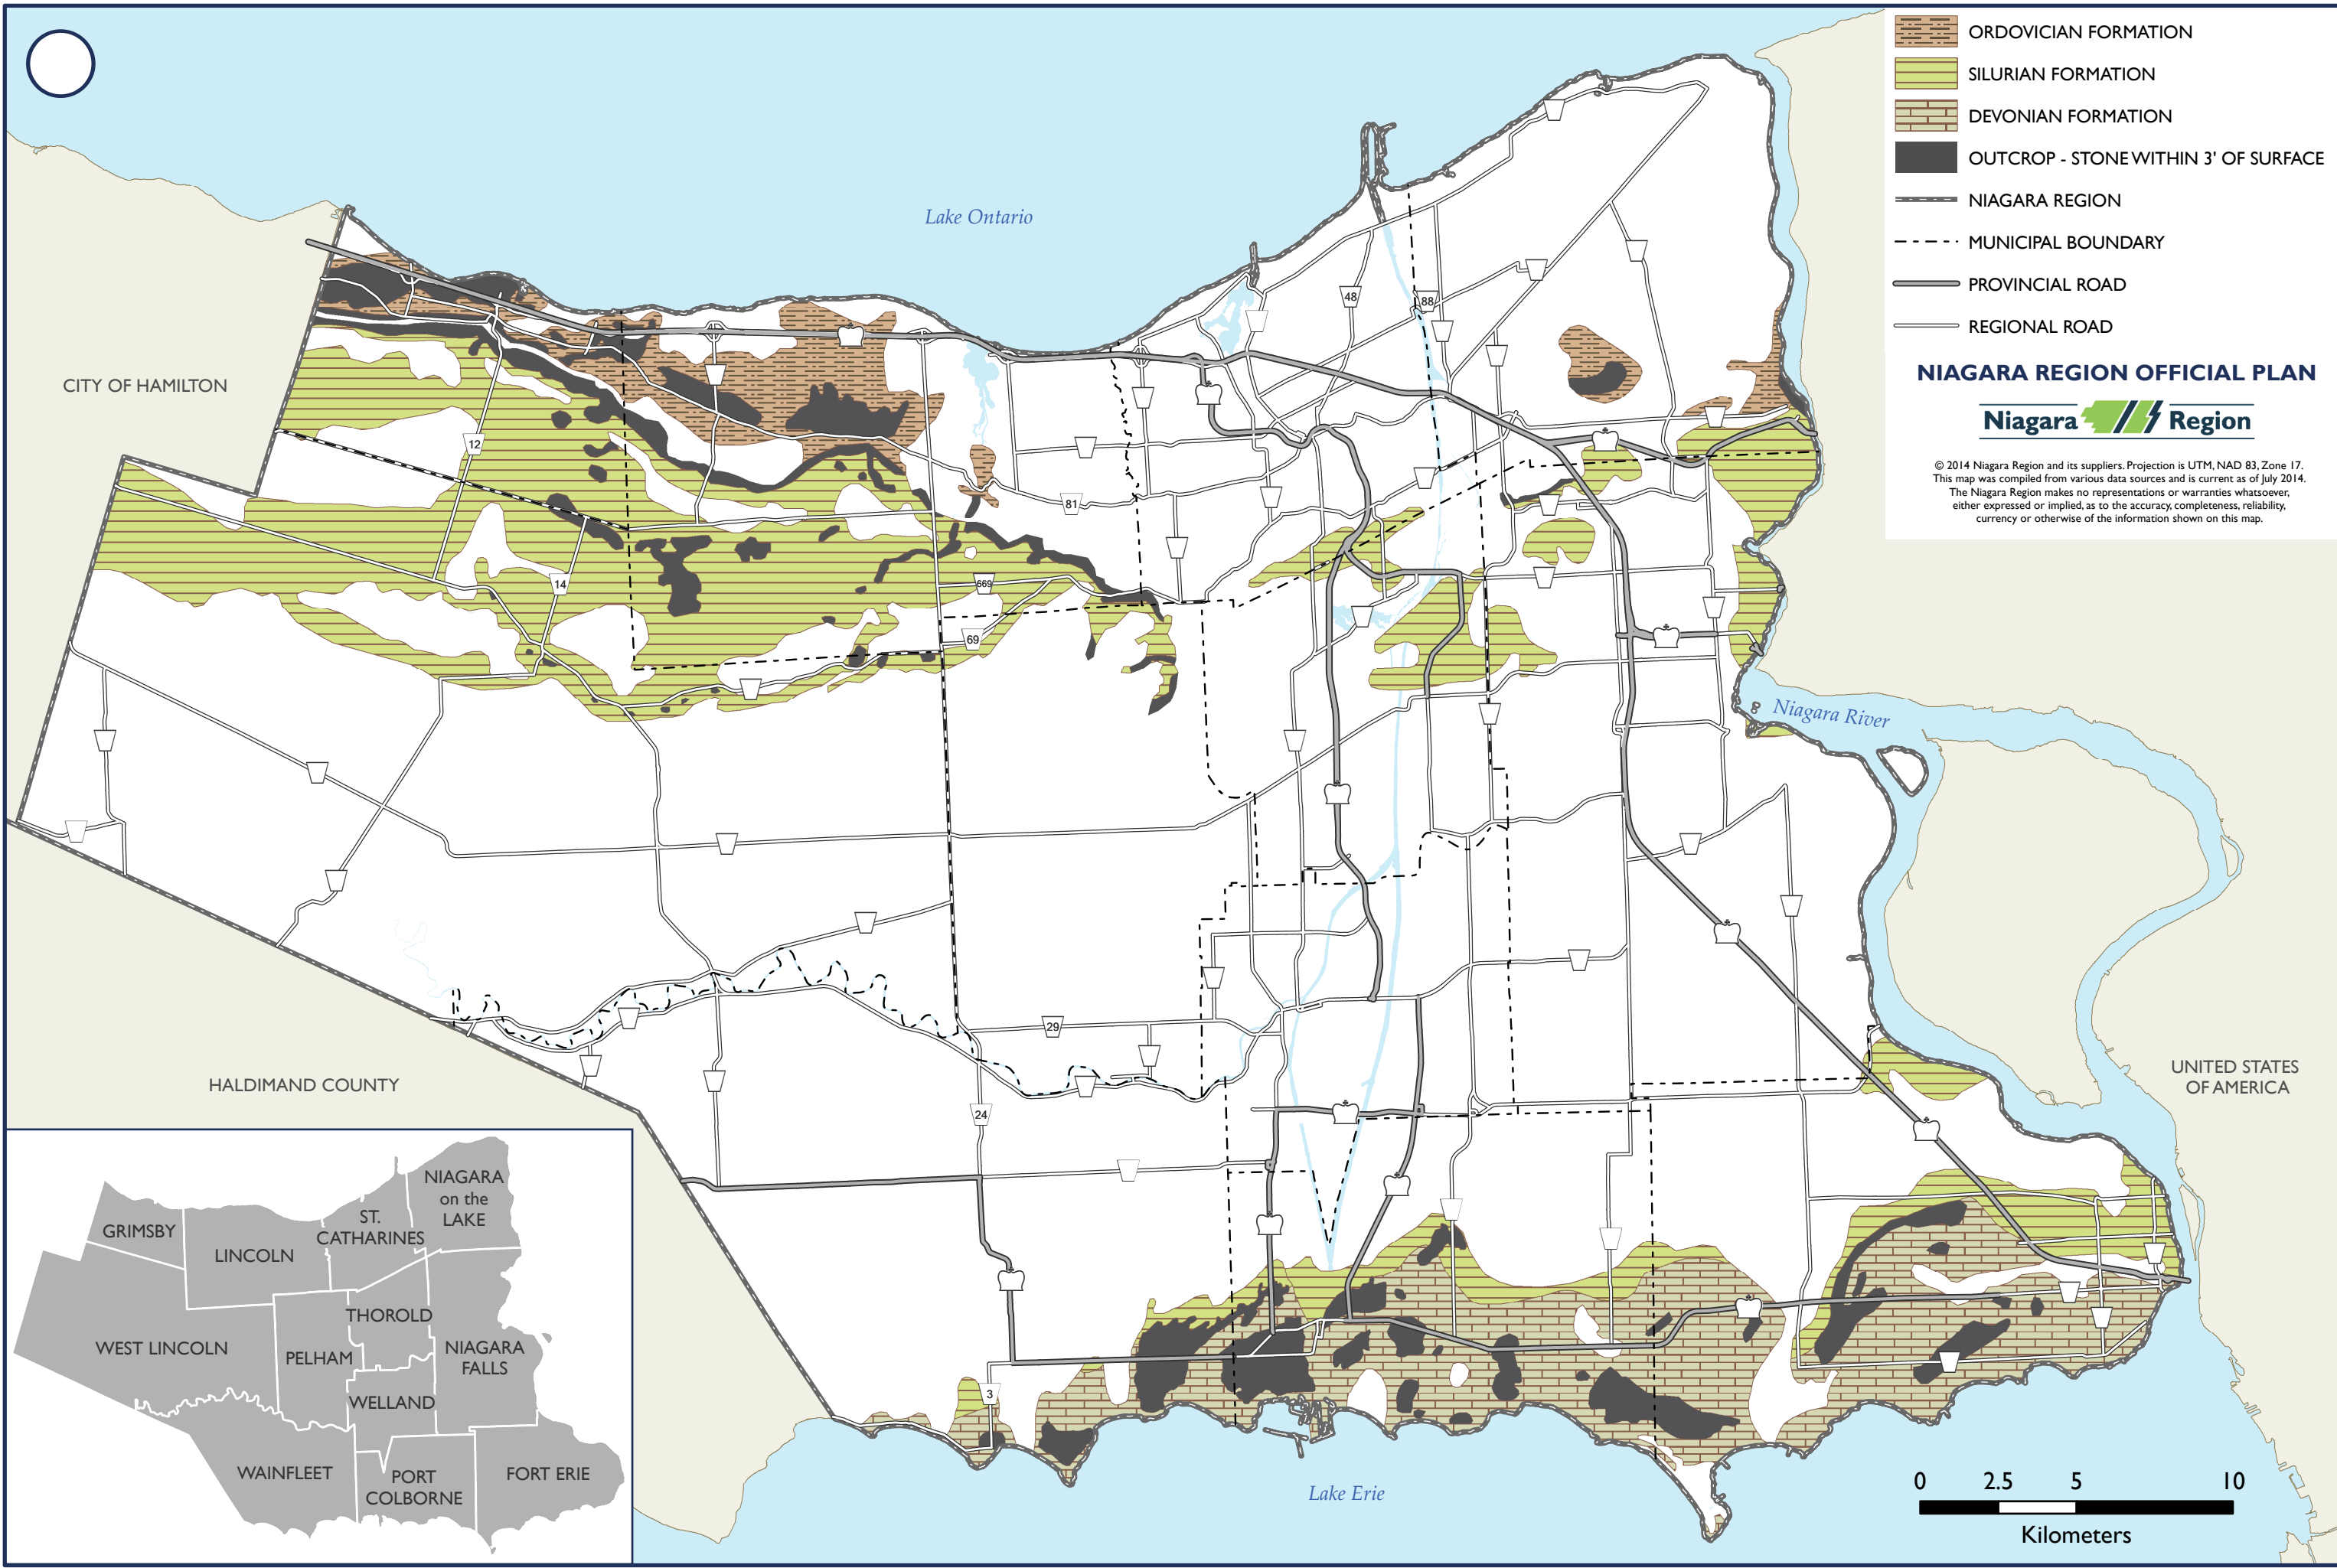 ORDOVICIAN FORMATION
SILURIAN FORMATION
DEVONIAN FORMATION
OUTCROP - STONE WITHIN 3' OF SURFACE
NIAGARA REGION
MUNICIPAL BOUNDARY
PROVINCIAL ROAD
REGIONAL ROAD
NIAGARA REGION OFFICIAL PLAN
Niagara Region
© 2014 Niagara Region and its suppliers. Projection is UTM, NAD 83, Zone 17.
This map was compiled from various data sources and is current as of July 2014.
The Niagara Region makes no representations or warranties whatsoever,
either expressed or implied, as to the accuracy, completeness, reliability,
currency or otherwise of the information shown on this map.
Lake Ontario
48
88
CITY OF HAMILTON
12
81
14
669
69
Niagara River
29
HALDIMAND COUNTY
UNITED STATES
OF AMERICA
24
3
Lake Erie
NIAGARA
on the
LAKE
GRIMSBY
ST.
CATHARINES
LINCOLN
THOROLD
WEST LINCOLN
PELHAM
NIAGARA
FALLS
WELLAND
WAINFLEET
PORT
COLBORNE
FORT ERIE
0 2.5 5 10
Kilometers